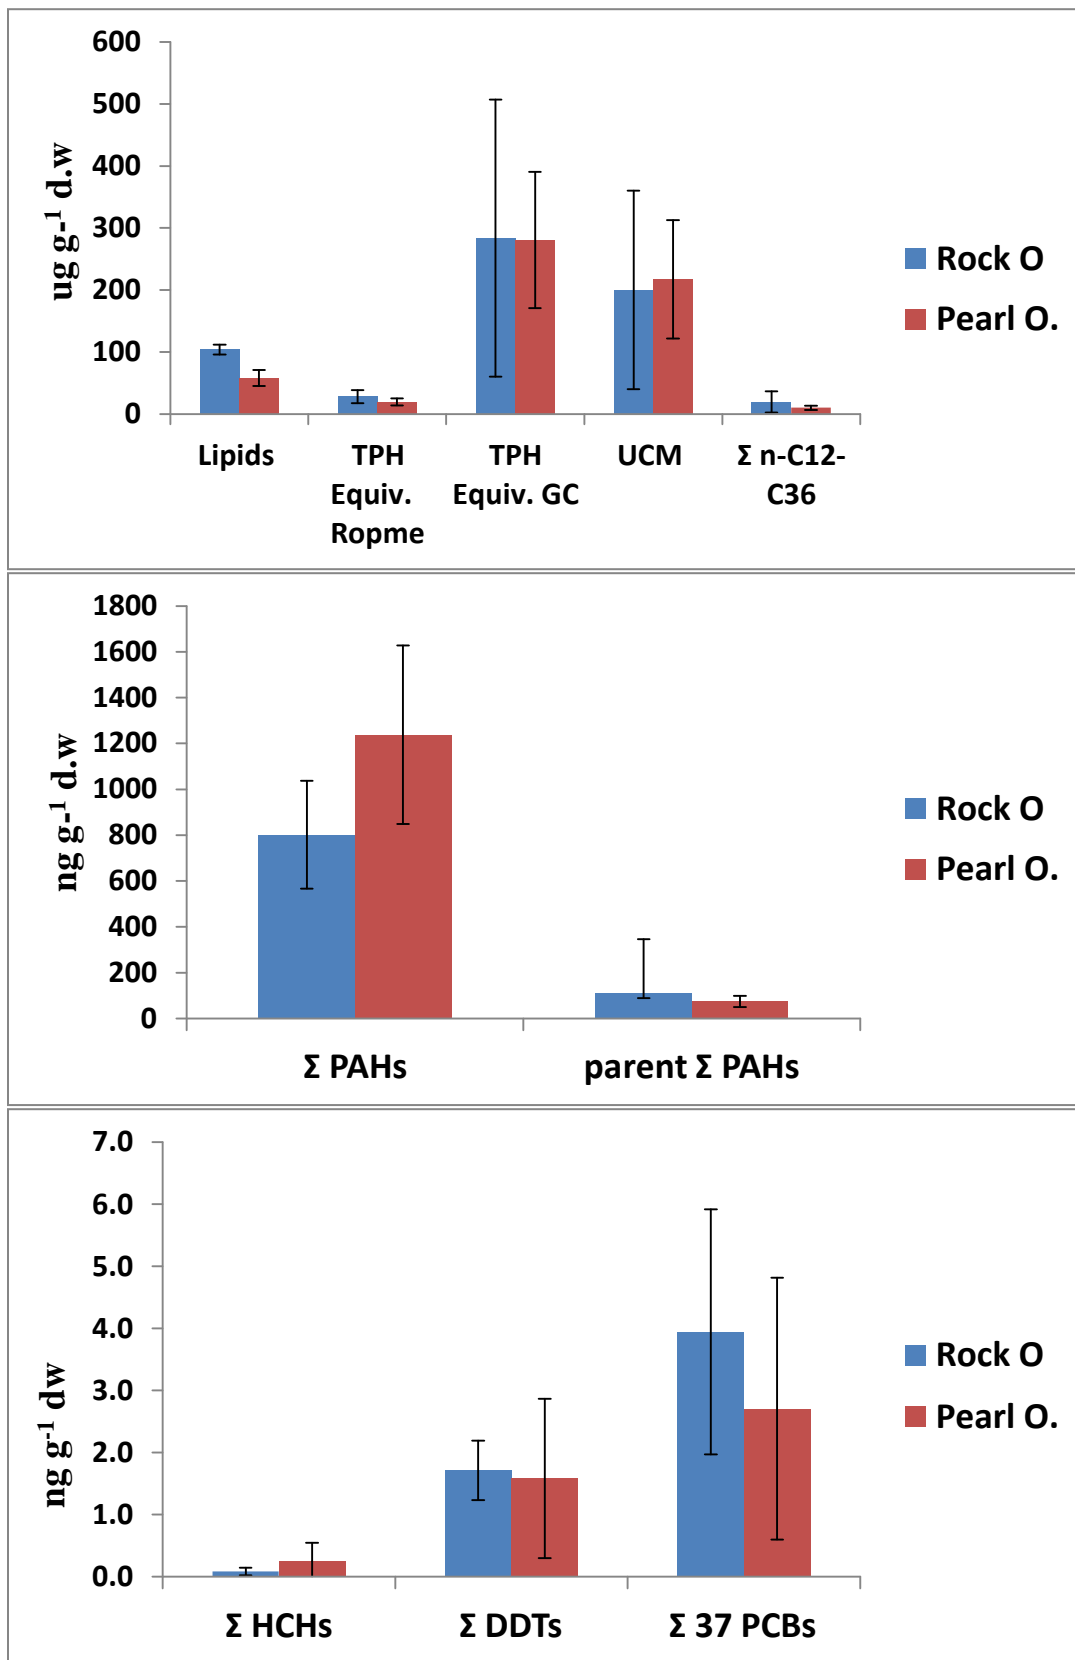 600
500
400
300
200
100
0
ug g-¹ d.w
Lipids
TPH
Equiv.
Ropme
TPH
Equiv. GC
UCM
Σ n-C12-
C36
Rock O
Pearl O.
1800
1600
1400
1200
1000
800
600
400
200
0
ng g-¹ d.w
Σ PAHs
parent Σ PAHs
Rock O
Pearl O.
7.0
6.0
5.0
4.0
3.0
2.0
1.0
0.0
ng g-¹ dw
Σ HCHs
Σ DDTs
Σ 37 PCBs
Rock O
Pearl O.